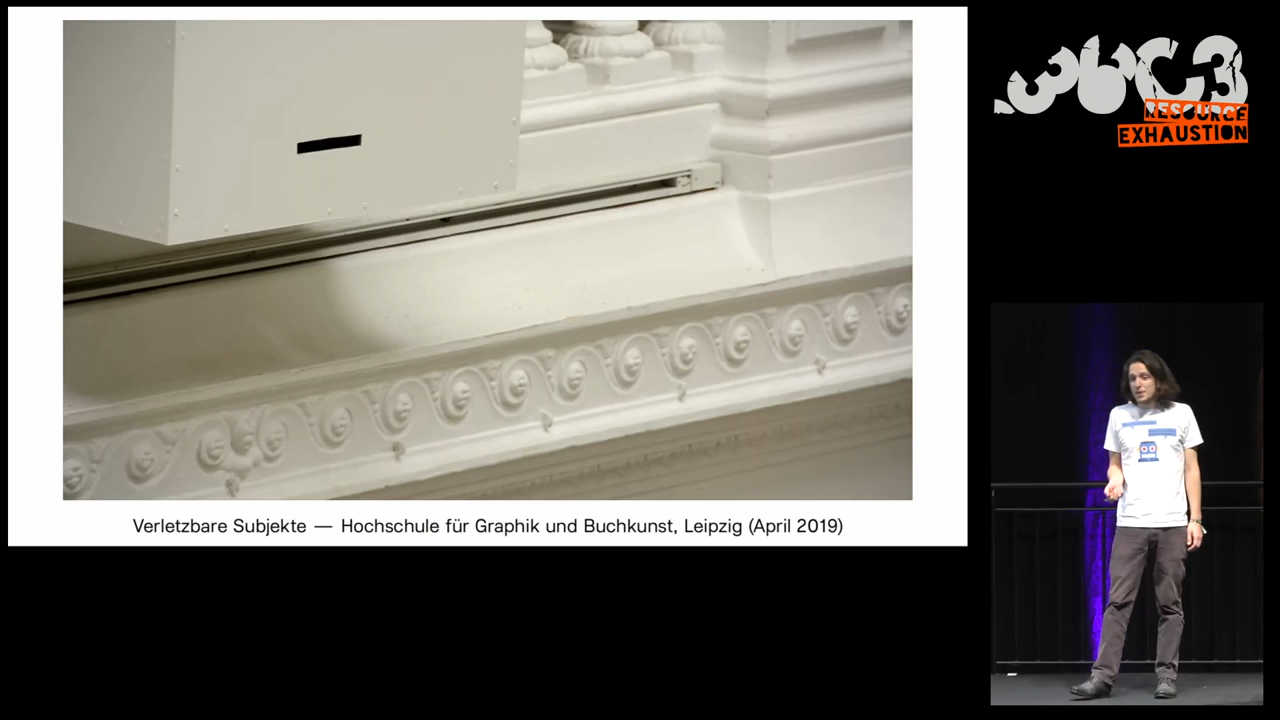 36C3
RESOURCE
EXHAUSTION
Verletzbare Subjekte — Hochschule für Graphik und Buchkunst, Leipzig (April 2019)